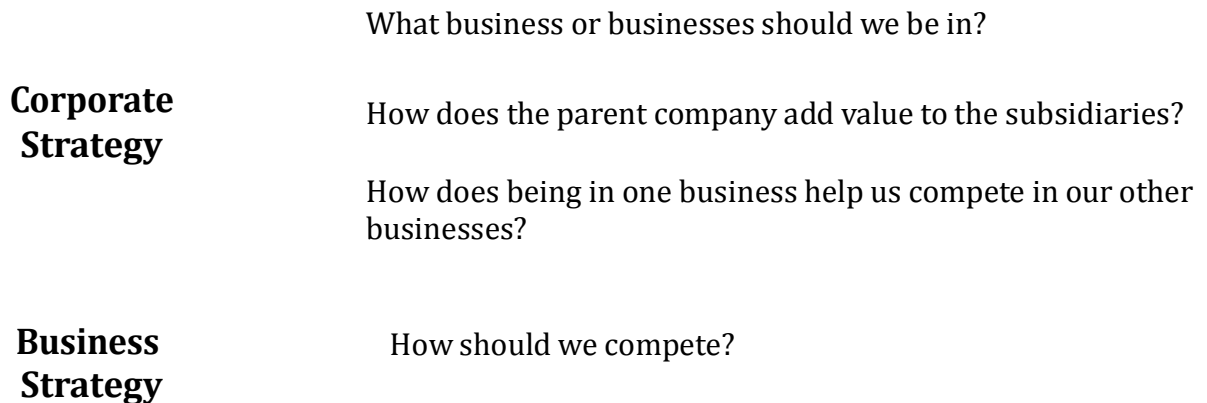 What business or businesses should we be in?
Corporate
Strategy
How does the parent company add value to the subsidiaries?
How does being in one business help us compete in our other
businesses?
Business
Strategy
How should we compete?